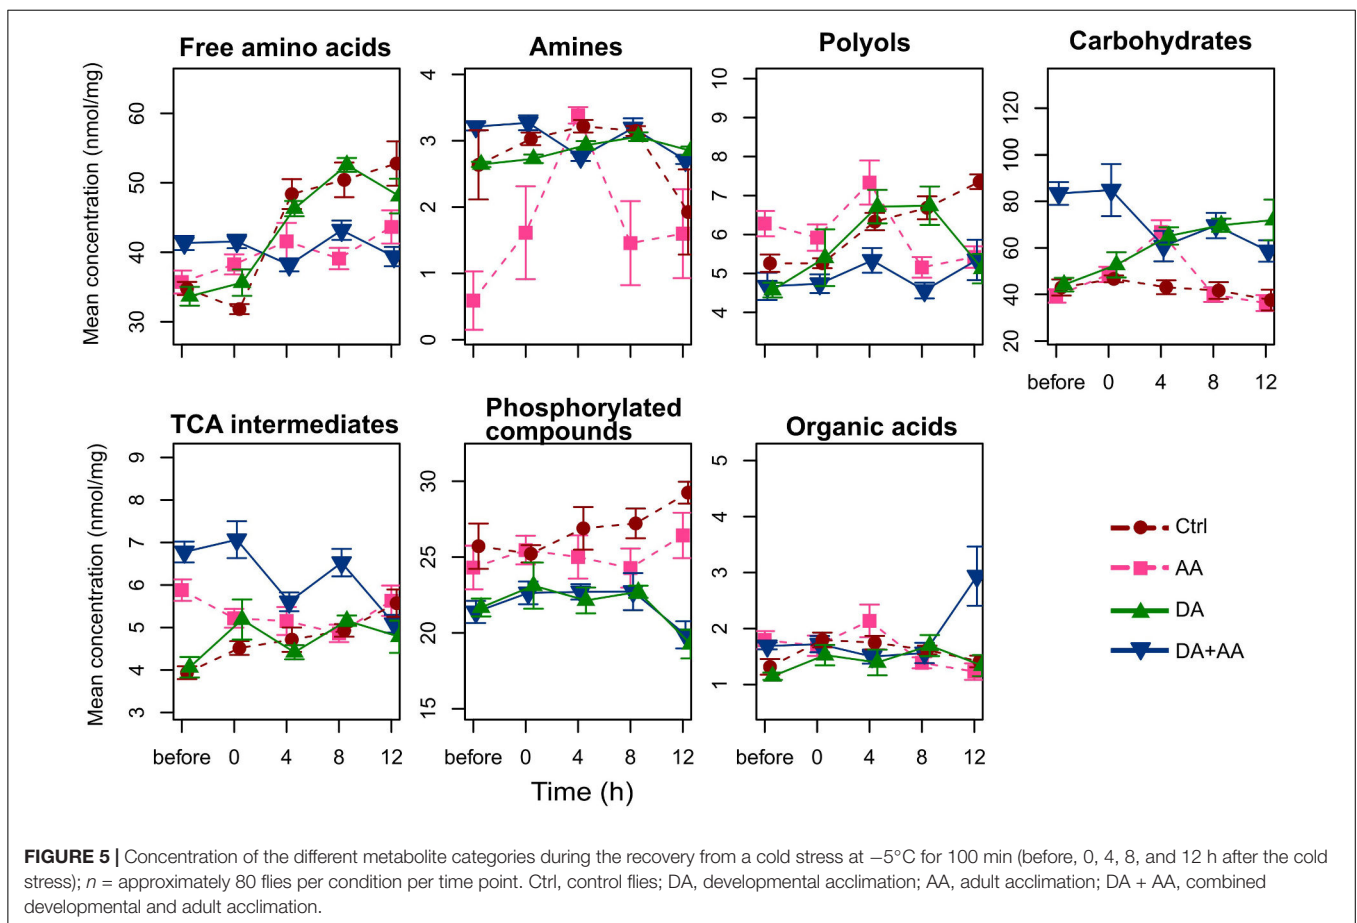 Free amino acids
Amines
Polyols
Carbohydrates
Mean concentration (nmol/mg)
60
50
40
30
4
3
2
1
0
10
9
8
7
6
5
4
120
100
80
60
40
20
before 0 4 8 12
TCA intermediates
Phosphorylated
compounds
Organic acids
Mean concentration (nmol/mg)
9
8
7
6
5
4
3
30
25
20
15
5
4
3
2
1
Ctrl
AA
DA
DA+AA
before 0 4 8 12
before 0 4 8 12
before 0 4 8 12
Time (h)
FIGURE 5 | Concentration of the different metabolite categories during the recovery from a cold stress at −5°C for 100 min (before, 0, 4, 8, and 12 h after the cold
stress); n = approximately 80 flies per condition per time point. Ctrl, control flies; DA, developmental acclimation; AA, adult acclimation; DA + AA, combined
developmental and adult acclimation.